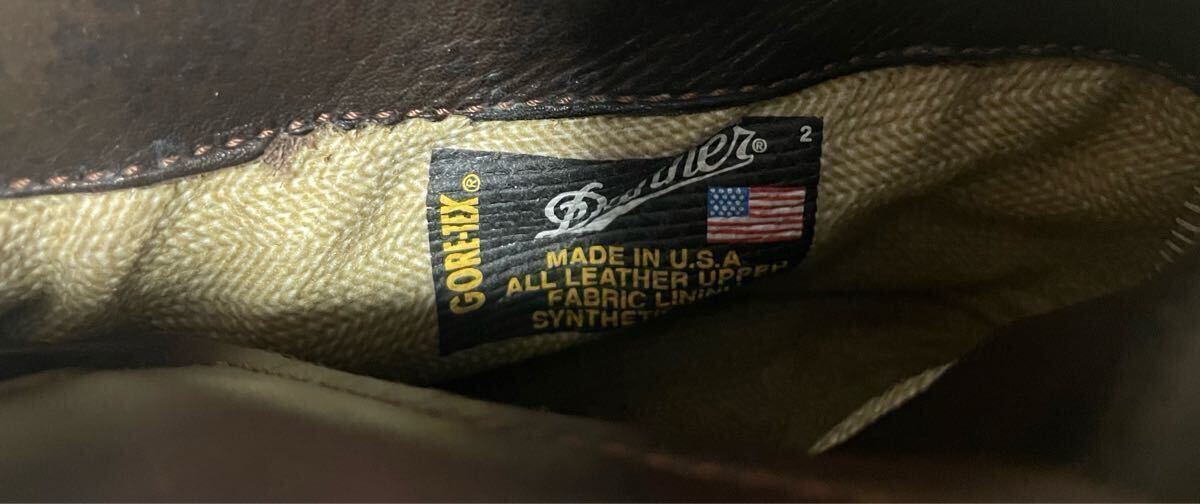 GORE-TEX®
Danner® 2
MADE IN U.S.A
ALL LEATHER UPPER
FABRIC LINING